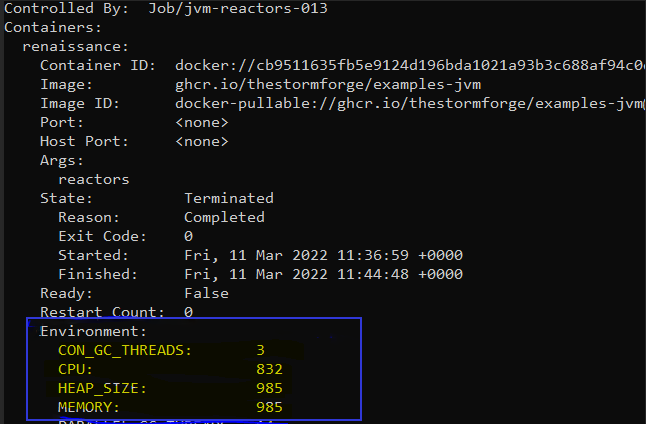 Controlled By:  Job/jvm-reactors-013
Containers:
  renaissance:
    Container ID:  docker://cb9511635fb5e9124d196bda1021a93b3c688af94c0
    Image:         ghcr.io/thestormforge/examples-jvm
    Image ID:      docker-pullable://ghcr.io/thestormforge/examples-jvm
    Port:          <none>
    Host Port:     <none>
    Args:
      reactors
    State:          Terminated
      Reason:       Completed
      Exit Code:    0
      Started:      Fri, 11 Mar 2022 11:36:59 +0000
      Finished:     Fri, 11 Mar 2022 11:44:48 +0000
    Ready:          False
    Restart Count:  0
    Environment:
      CON_GC_THREADS:       3
      CPU:                  832
      HEAP_SIZE:            985
      MEMORY:               985